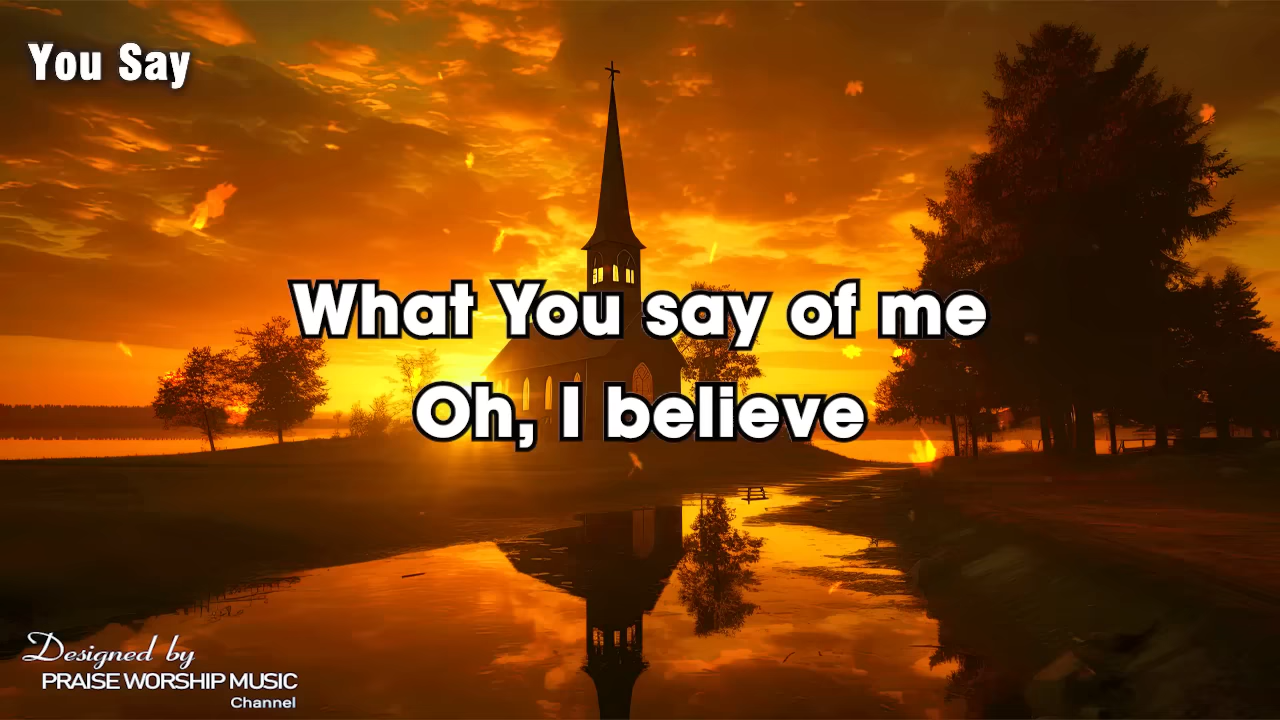 You Say
What You say of me
Oh, I believe
Designed by
PRAISE WORSHIP MUSIC
Channel